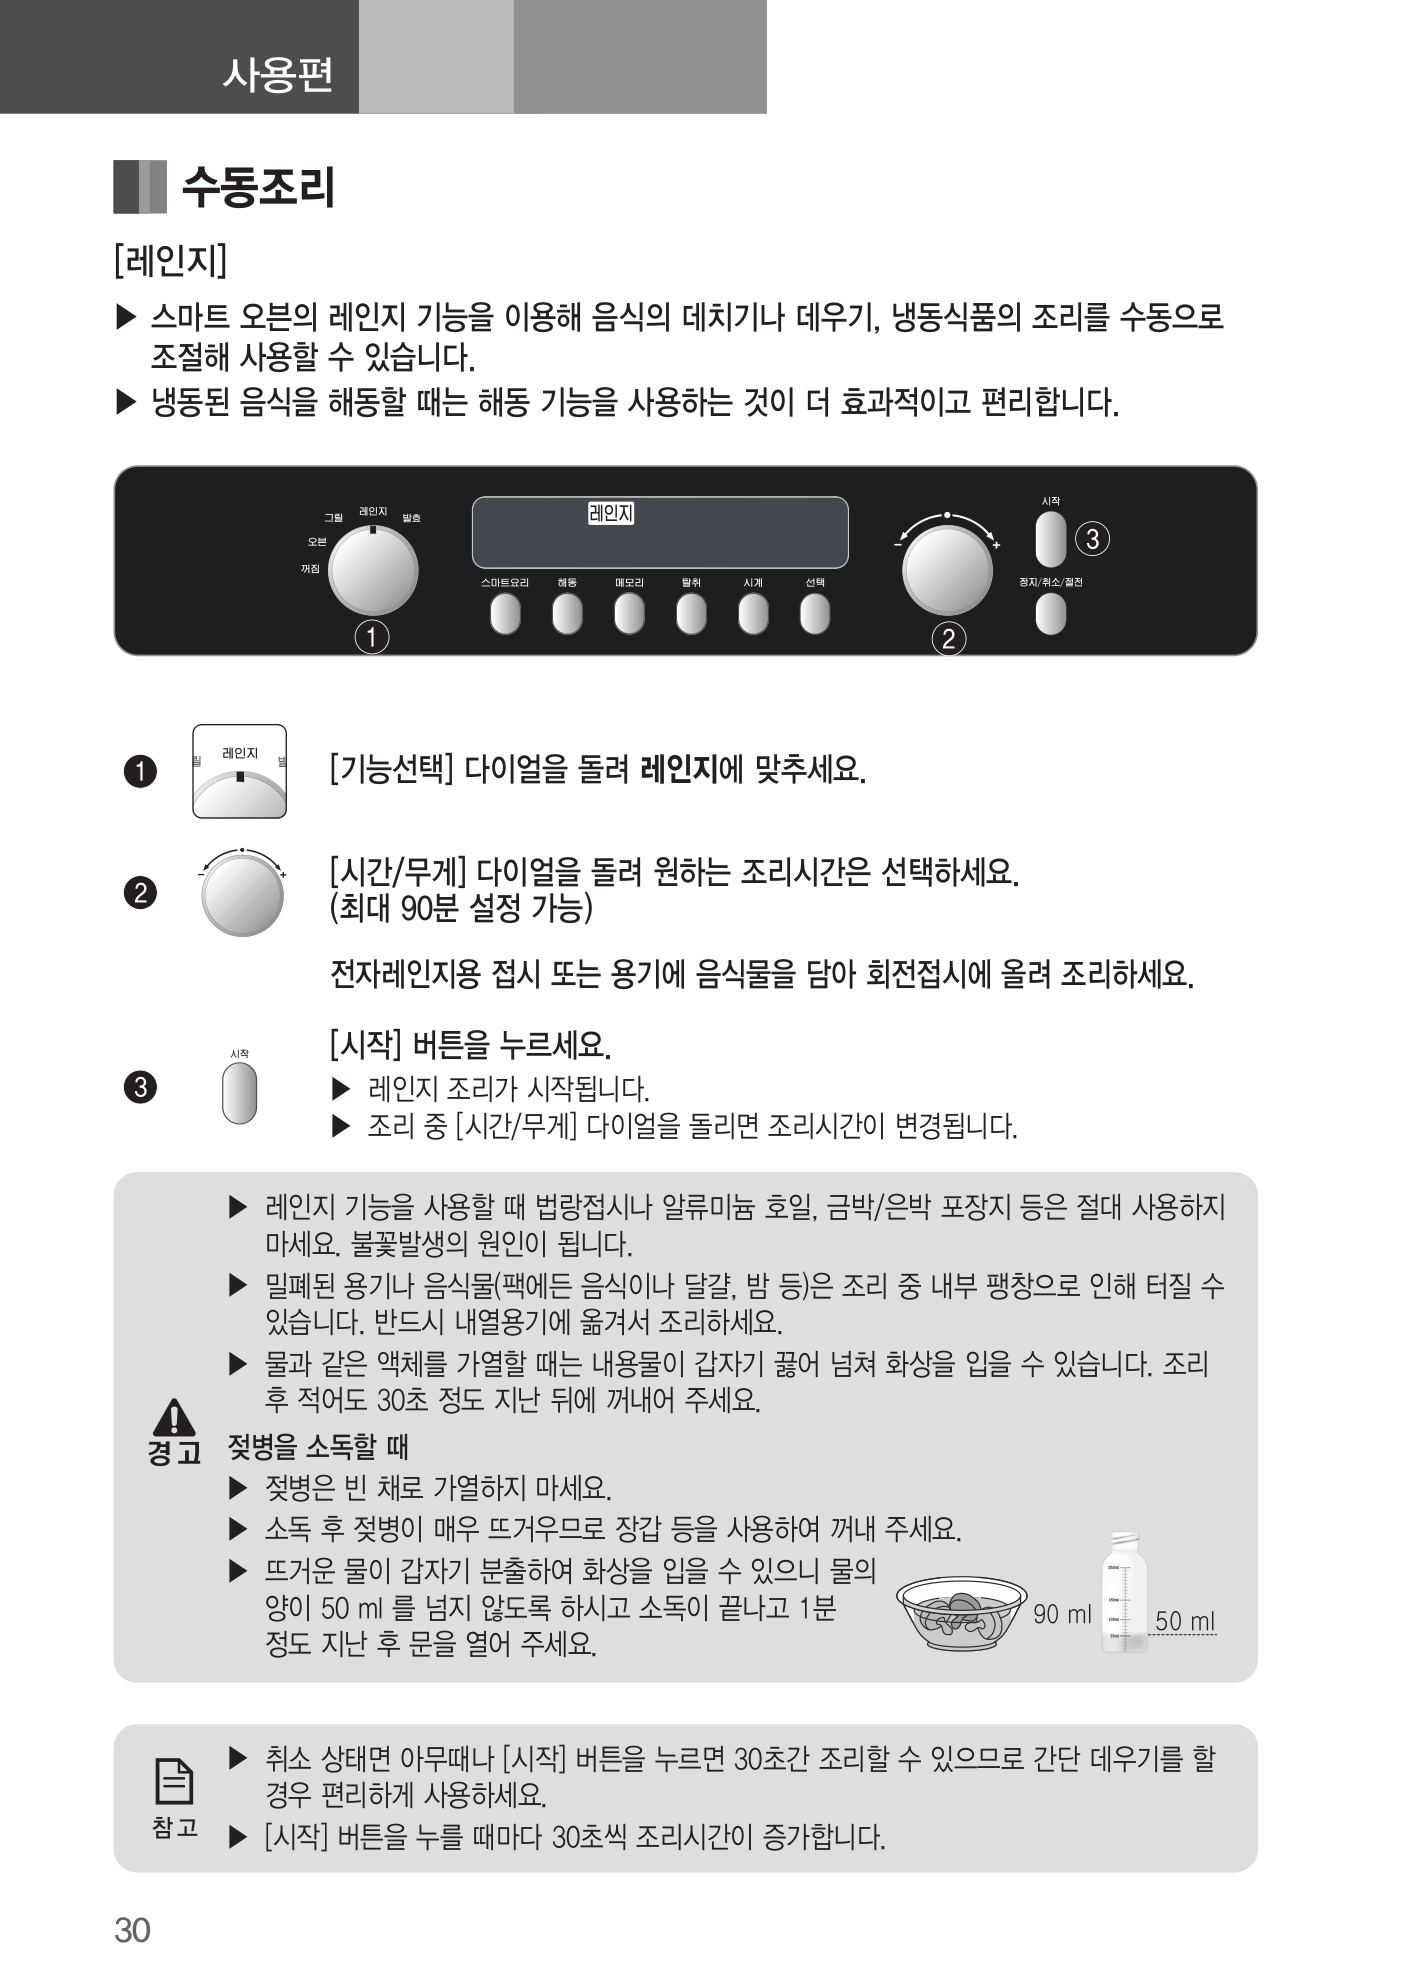 사용편
수동조리
[레인지]
▶ 스마트 오븐의 레인지 기능을 이용해 음식의 데치기나 데우기, 냉동식품의 조리를 수동으로
조절해 사용할 수 있습니다.
▶ 냉동된 음식을 해동할 때는 해동 기능을 사용하는 것이 더 효과적이고 편리합니다.
꺼짐 오븐 그릴 레인지 발효
①
레인지
스마트요리 해동 메모리 탈취 시계 선택
− +
②
시작
③
정지/취소/절전
❶ 릴 레인지 발
[기능선택] 다이얼을 돌려 레인지에 맞추세요.
❷ − +
[시간/무게] 다이얼을 돌려 원하는 조리시간은 선택하세요.
(최대 90분 설정 가능)
전자레인지용 접시 또는 용기에 음식물을 담아 회전접시에 올려 조리하세요.
❸ 시작
[시작] 버튼을 누르세요.
▶ 레인지 조리가 시작됩니다.
▶ 조리 중 [시간/무게] 다이얼을 돌리면 조리시간이 변경됩니다.
경고
▶ 레인지 기능을 사용할 때 법랑접시나 알류미늄 호일, 금박/은박 포장지 등은 절대 사용하지
마세요. 불꽃발생의 원인이 됩니다.
▶ 밀폐된 용기나 음식물(팩에든 음식이나 달걀, 밤 등)은 조리 중 내부 팽창으로 인해 터질 수
있습니다. 반드시 내열용기에 옮겨서 조리하세요.
▶ 물과 같은 액체를 가열할 때는 내용물이 갑자기 끓어 넘쳐 화상을 입을 수 있습니다. 조리
후 적어도 30초 정도 지난 뒤에 꺼내어 주세요.
젖병을 소독할 때
▶ 젖병은 빈 채로 가열하지 마세요.
▶ 소독 후 젖병이 매우 뜨거우므로 장갑 등을 사용하여 꺼내 주세요.
▶ 뜨거운 물이 갑자기 분출하여 화상을 입을 수 있으니 물의
양이 50 ml 를 넘지 않도록 하시고 소독이 끝나고 1분
정도 지난 후 문을 열어 주세요.
90 ml
50 ml
참고
▶ 취소 상태면 아무때나 [시작] 버튼을 누르면 30초간 조리할 수 있으므로 간단 데우기를 할
경우 편리하게 사용하세요.
▶ [시작] 버튼을 누를 때마다 30초씩 조리시간이 증가합니다.
30